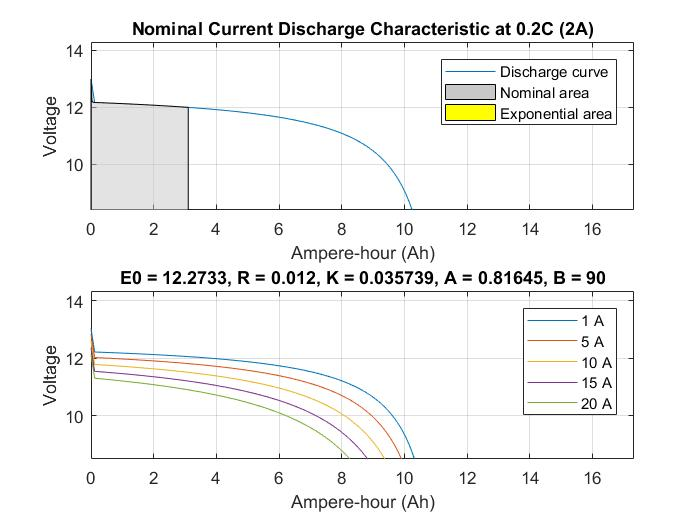 Nominal Current Discharge Characteristic at 0.2C (2A)
14
12
10
Voltage
Discharge curve
Nominal area
Exponential area
0 2 4 6 8 10 12 14 16
Ampere-hour (Ah)
E0 = 12.2733, R = 0.012, K = 0.035739, A = 0.81645, B = 90
14
12
10
Voltage
1 A
5 A
10 A
15 A
20 A
0 2 4 6 8 10 12 14 16
Ampere-hour (Ah)